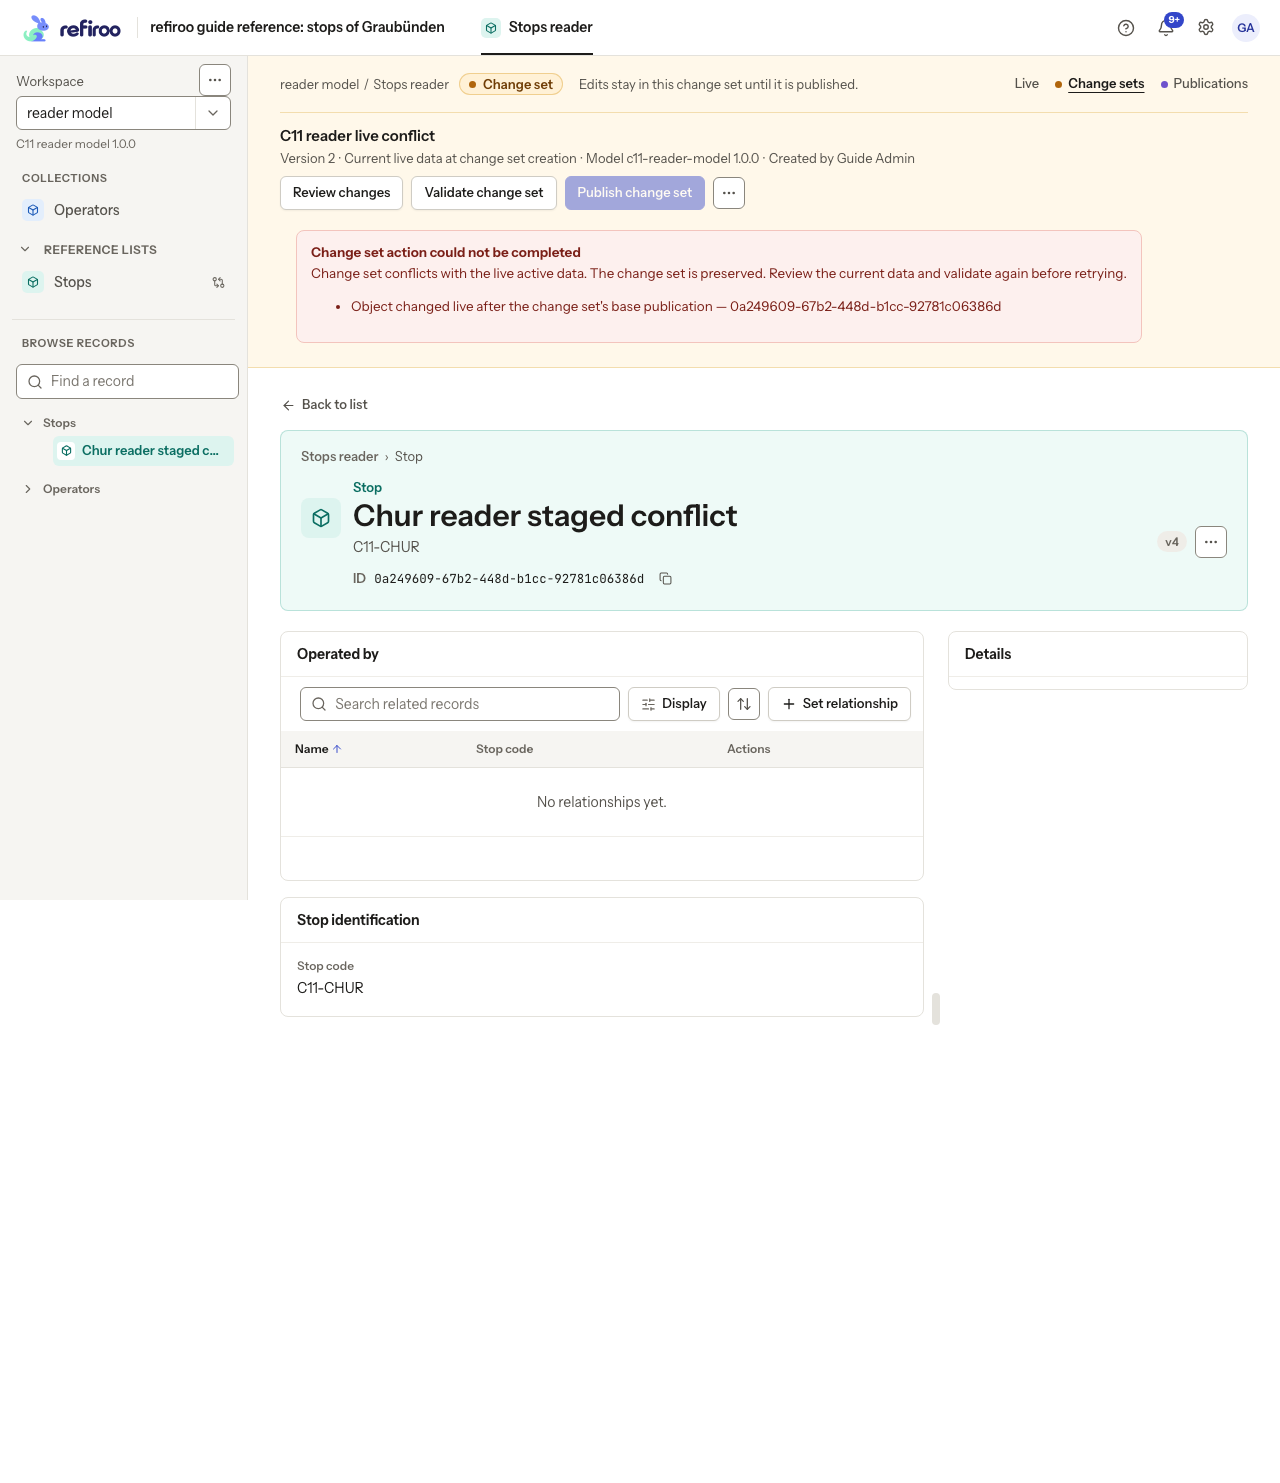 refiroo
refiroo guide reference: stops of Graubünden
Stops reader
9+
GA
Workspace
reader model
C11 reader model 1.0.0
COLLECTIONS
Operators
REFERENCE LISTS
Stops
BROWSE RECORDS
Find a record
Stops
Chur reader staged c...
Operators
reader model / Stops reader
Change set
Edits stay in this change set until it is published.
Live
Change sets
Publications
C11 reader live conflict
Version 2 · Current live data at change set creation · Model c11-reader-model 1.0.0 · Created by Guide Admin
Review changes
Validate change set
Publish change set
Change set action could not be completed
Change set conflicts with the live active data. The change set is preserved. Review the current data and validate again before retrying.
• Object changed live after the change set's base publication — 0a249609-67b2-448d-b1cc-92781c06386d
Back to list
Stops reader › Stop
Stop
Chur reader staged conflict
C11-CHUR
ID 0a249609-67b2-448d-b1cc-92781c06386d
v4
Operated by
Search related records
Display
Set relationship
Name
Stop code
Actions
No relationships yet.
Details
Stop identification
Stop code
C11-CHUR